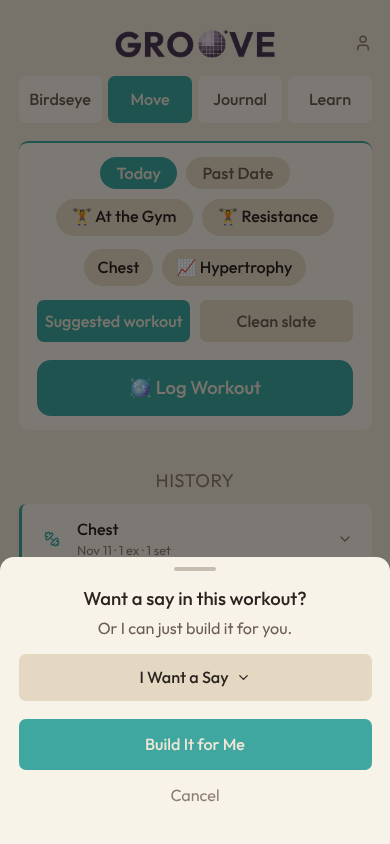 GROOVE
Birdseye Move Journal Learn
Today Past Date
🏋️ At the Gym 🏋️ Resistance
Chest 📈 Hypertrophy
Suggested workout Clean slate
🪩 Log Workout
HISTORY
Chest
Nov 11 · 1 ex · 1 set
Want a say in this workout?
Or I can just build it for you.
I Want a Say
Build It for Me
Cancel